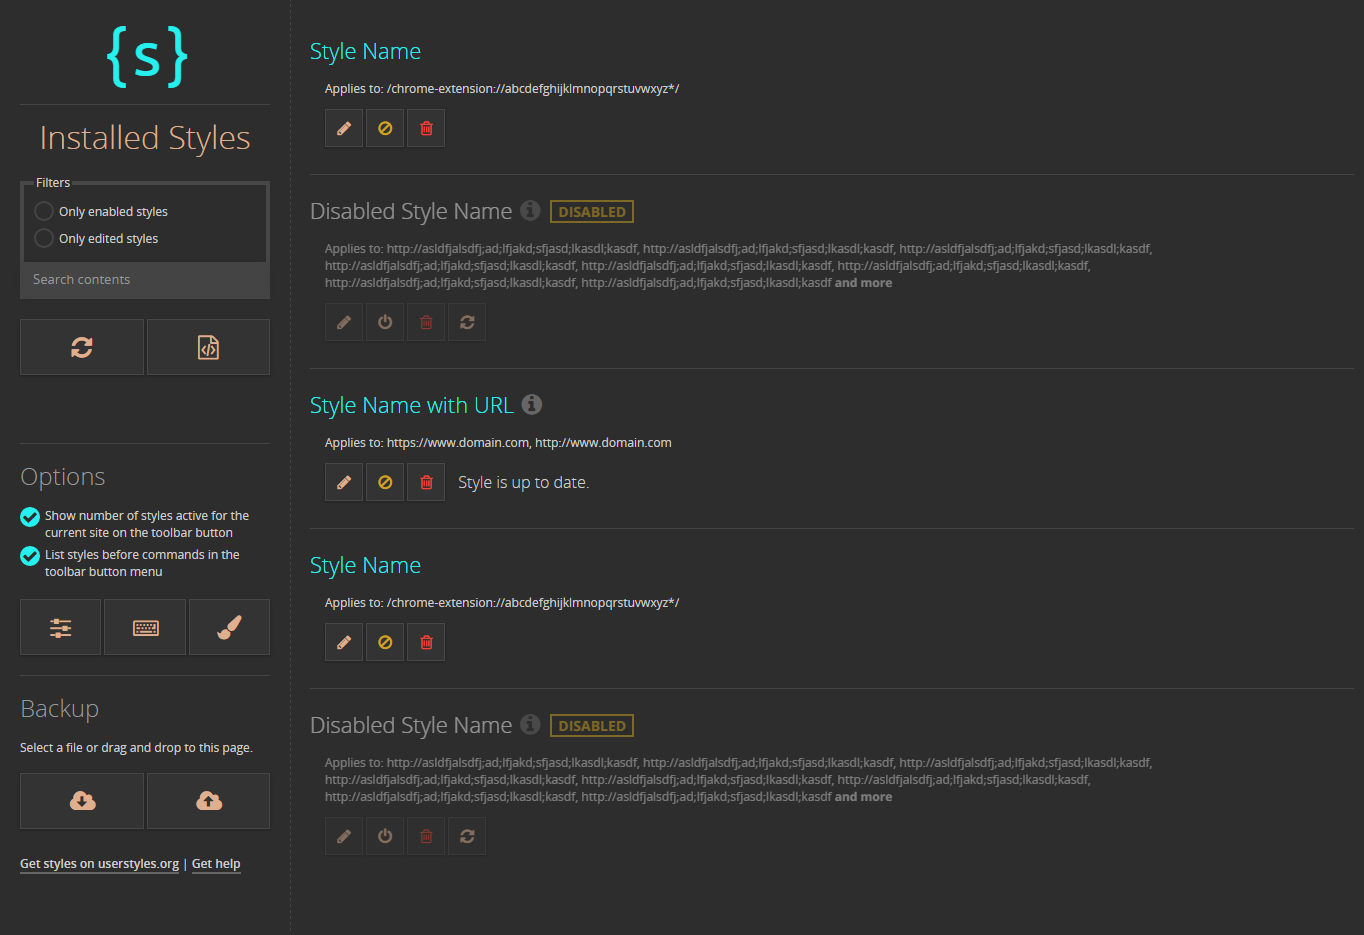 {s}
Installed Styles
Filters
Only enabled styles
Only edited styles
Search contents
Options
Show number of styles active for the
current site on the toolbar button
List styles before commands in the
toolbar button menu
Backup
Select a file or drag and drop to this page.
Get styles on userstyles.org | Get help
Style Name
Applies to: /chrome-extension://abcdefghijklmnopqrstuvwxyz*/
Disabled Style Name DISABLED
Applies to: http://asldfjalsdfj;ad;lfjakd;sfjasd;lkasdl;kasdf, http://asldfjalsdfj;ad;lfjakd;sfjasd;lkasdl;kasdf, http://asldfjalsdfj;ad;lfjakd;sfjasd;lkasdl;kasdf,
http://asldfjalsdfj;ad;lfjakd;sfjasd;lkasdl;kasdf, http://asldfjalsdfj;ad;lfjakd;sfjasd;lkasdl;kasdf, http://asldfjalsdfj;ad;lfjakd;sfjasd;lkasdl;kasdf,
http://asldfjalsdfj;ad;lfjakd;sfjasd;lkasdl;kasdf, http://asldfjalsdfj;ad;lfjakd;sfjasd;lkasdl;kasdf and more
Style Name with URL
Applies to: https://www.domain.com, http://www.domain.com
Style is up to date.
Style Name
Applies to: /chrome-extension://abcdefghijklmnopqrstuvwxyz*/
Disabled Style Name DISABLED
Applies to: http://asldfjalsdfj;ad;lfjakd;sfjasd;lkasdl;kasdf, http://asldfjalsdfj;ad;lfjakd;sfjasd;lkasdl;kasdf, http://asldfjalsdfj;ad;lfjakd;sfjasd;lkasdl;kasdf,
http://asldfjalsdfj;ad;lfjakd;sfjasd;lkasdl;kasdf, http://asldfjalsdfj;ad;lfjakd;sfjasd;lkasdl;kasdf, http://asldfjalsdfj;ad;lfjakd;sfjasd;lkasdl;kasdf,
http://asldfjalsdfj;ad;lfjakd;sfjasd;lkasdl;kasdf, http://asldfjalsdfj;ad;lfjakd;sfjasd;lkasdl;kasdf and more